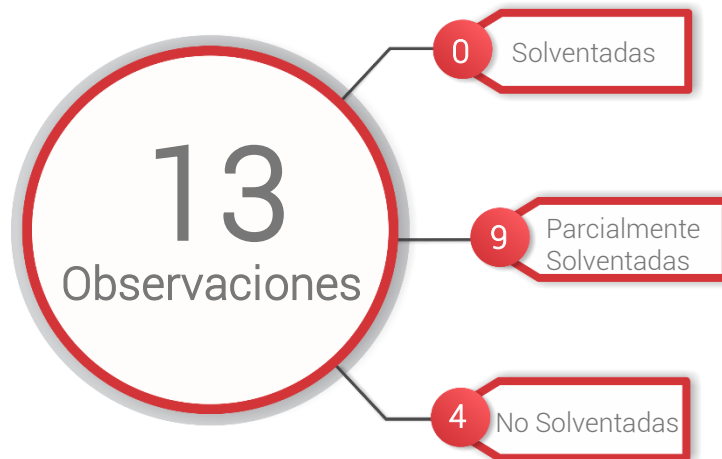 13
Observaciones
0
Solventadas
9
Parcialmente
Solventadas
4
No Solventadas